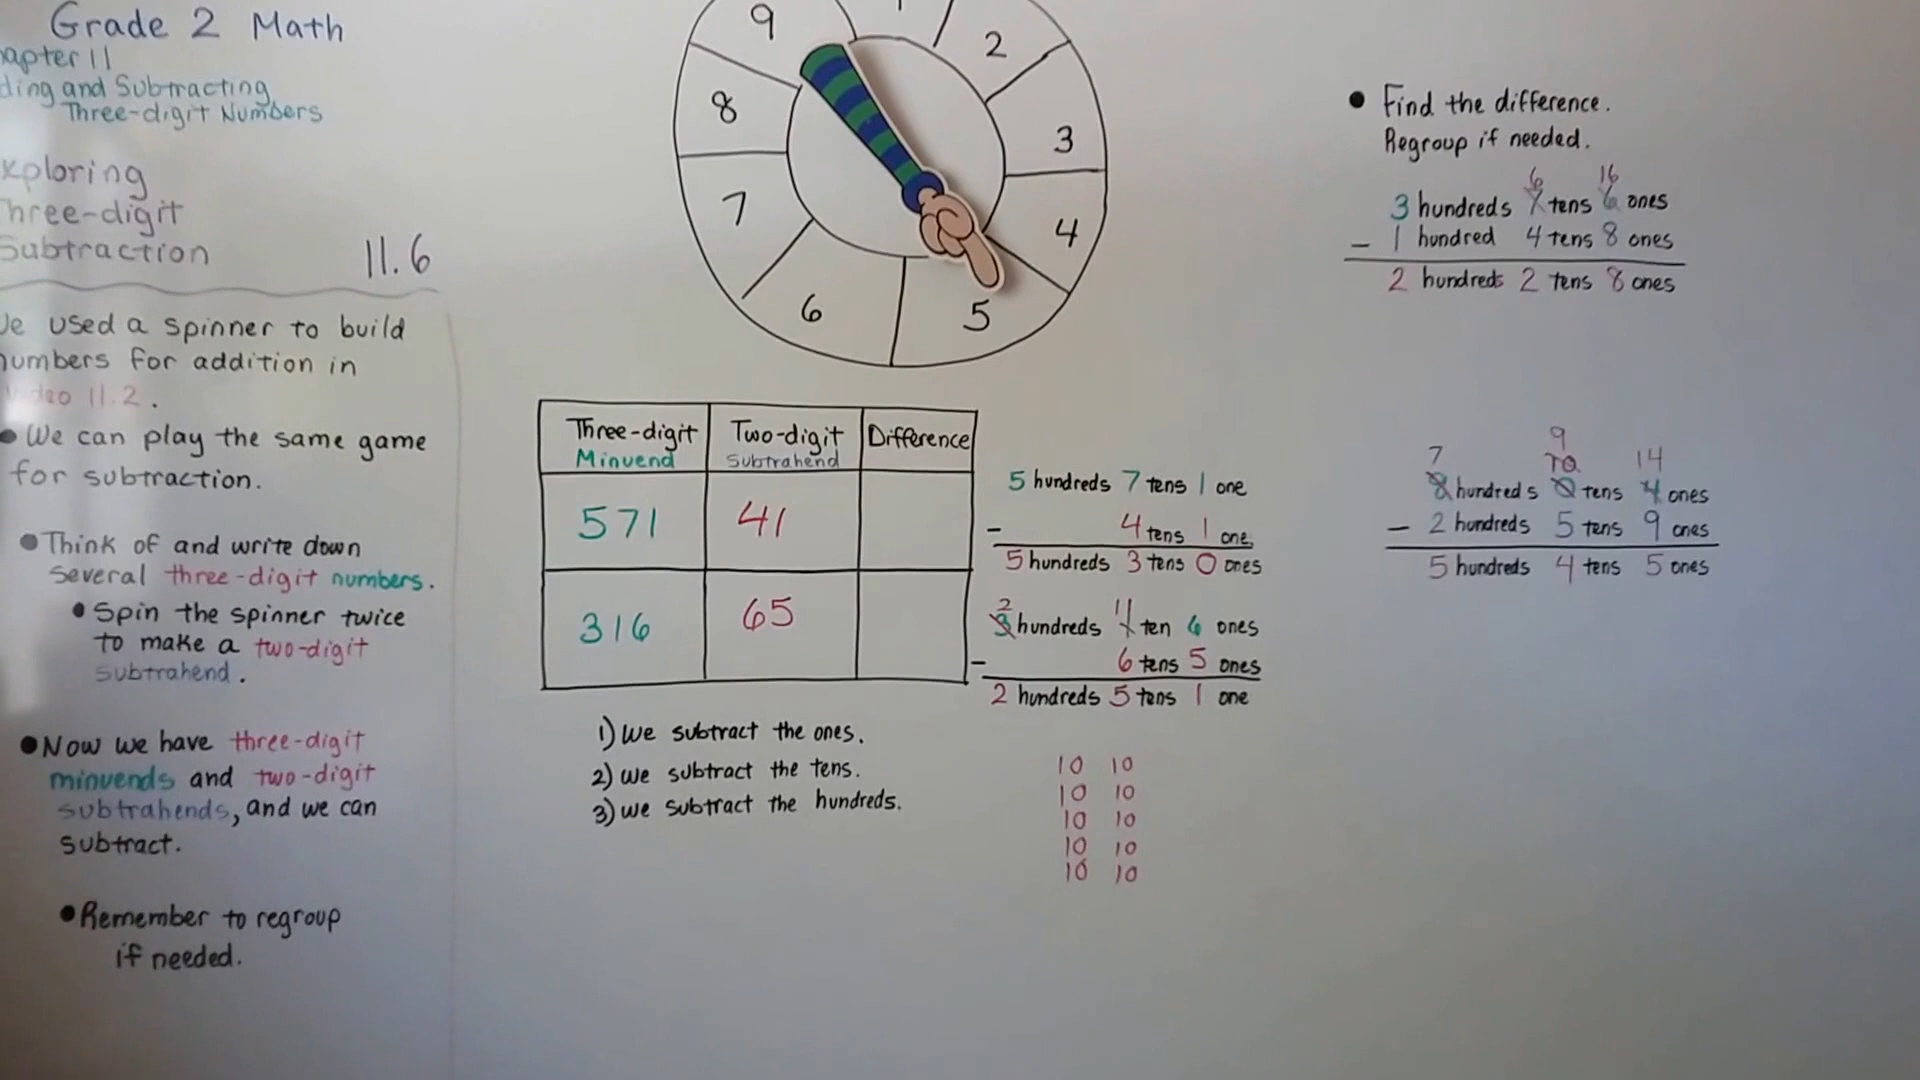 Grade 2 Math
apter 11
ding and Subtracting
Three-digit Numbers
xploring
hree-digit
Subtraction 11.6
We used a spinner to build
numbers for addition in
Video 11.2.
• We can play the same game
for subtraction.
• Think of and write down
several three-digit numbers.
• Spin the spinner twice
to make a two-digit
subtrahend.
• Now we have three-digit
minuends and two-digit
subtrahends, and we can
subtract.
• Remember to regroup
if needed.
1
2
3
4
5
6
7
8
9
Three-digit Minuend Two-digit Subtrahend Difference
571 41
316 65
5 hundreds 7 tens 1 one
- 4 tens 1 one
5 hundreds 3 tens 0 ones
2 11
3 hundreds 1 ten 6 ones
- 6 tens 5 ones
2 hundreds 5 tens 1 one
1) We subtract the ones.
2) We subtract the tens.
3) We subtract the hundreds.
10 10
10 10
10 10
10 10
10 10
• Find the difference.
Regroup if needed.
6 16
3 hundreds 7 tens 6 ones
- 1 hundred 4 tens 8 ones
2 hundreds 2 tens 8 ones
9
7 10 14
8 hundreds 0 tens 4 ones
- 2 hundreds 5 tens 9 ones
5 hundreds 4 tens 5 ones